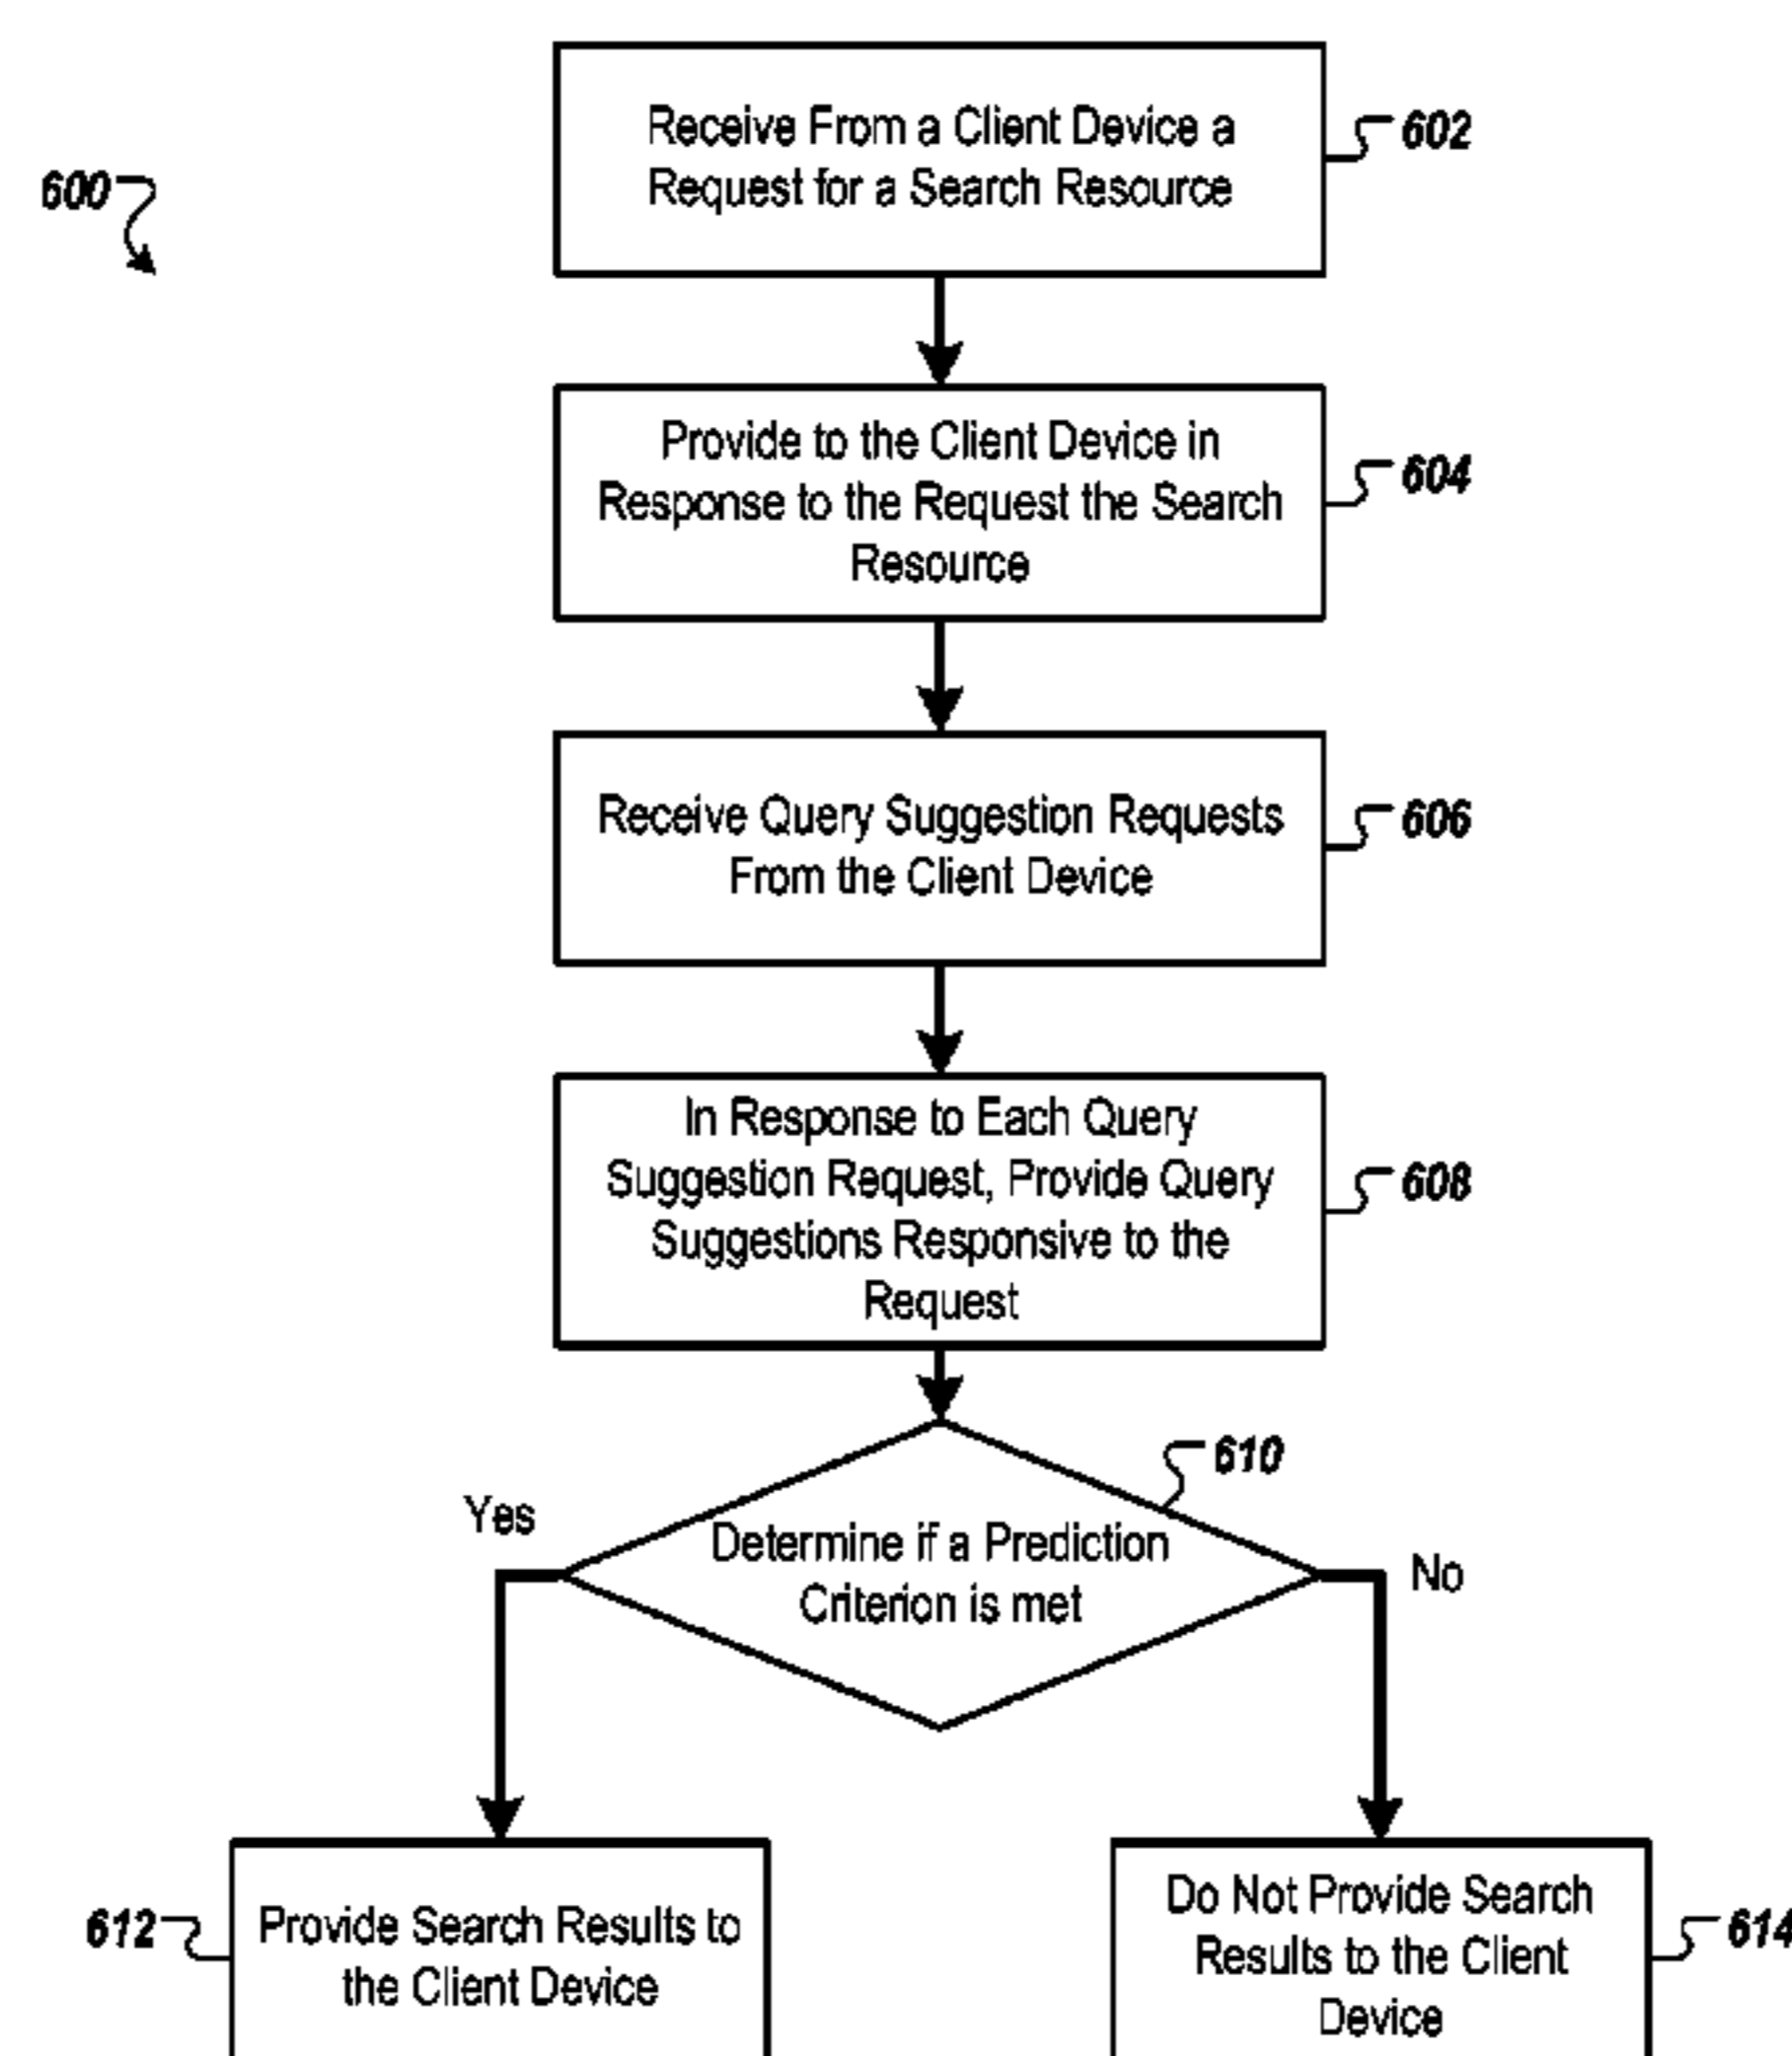 600
Receive From a Client Device a
Request for a Search Resource
602
Provide to the Client Device in
Response to the Request the Search
Resource
604
Receive Query Suggestion Requests
From the Client Device
606
In Response to Each Query
Suggestion Request, Provide Query
Suggestions Responsive to the
Request
608
610
Yes
Determine if a Prediction
Criterion is met
No
612
Provide Search Results to
the Client Device
Do Not Provide Search
Results to the Client
Device
614